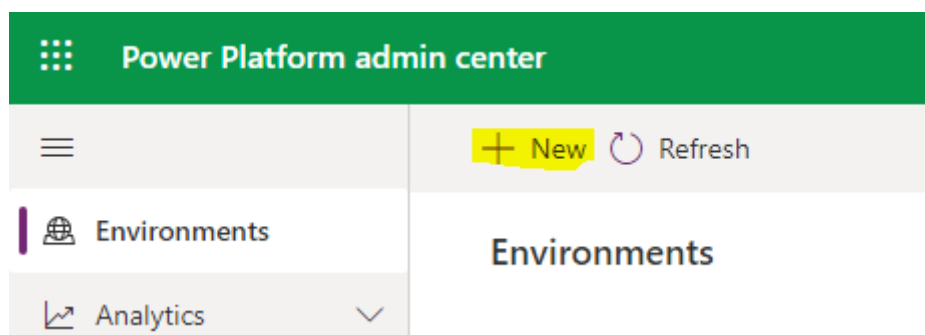 Power Platform admin center
New Refresh
Environments
Environments
Analytics